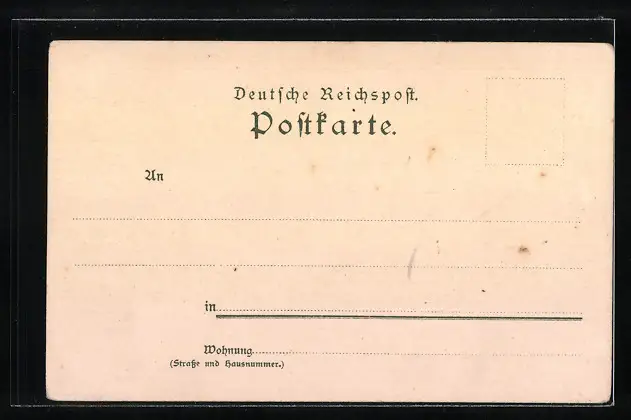 Deutſche Reichspoſt.
Poſtkarte.
An
in
Wohnung
(Straße und Hausnummer.)